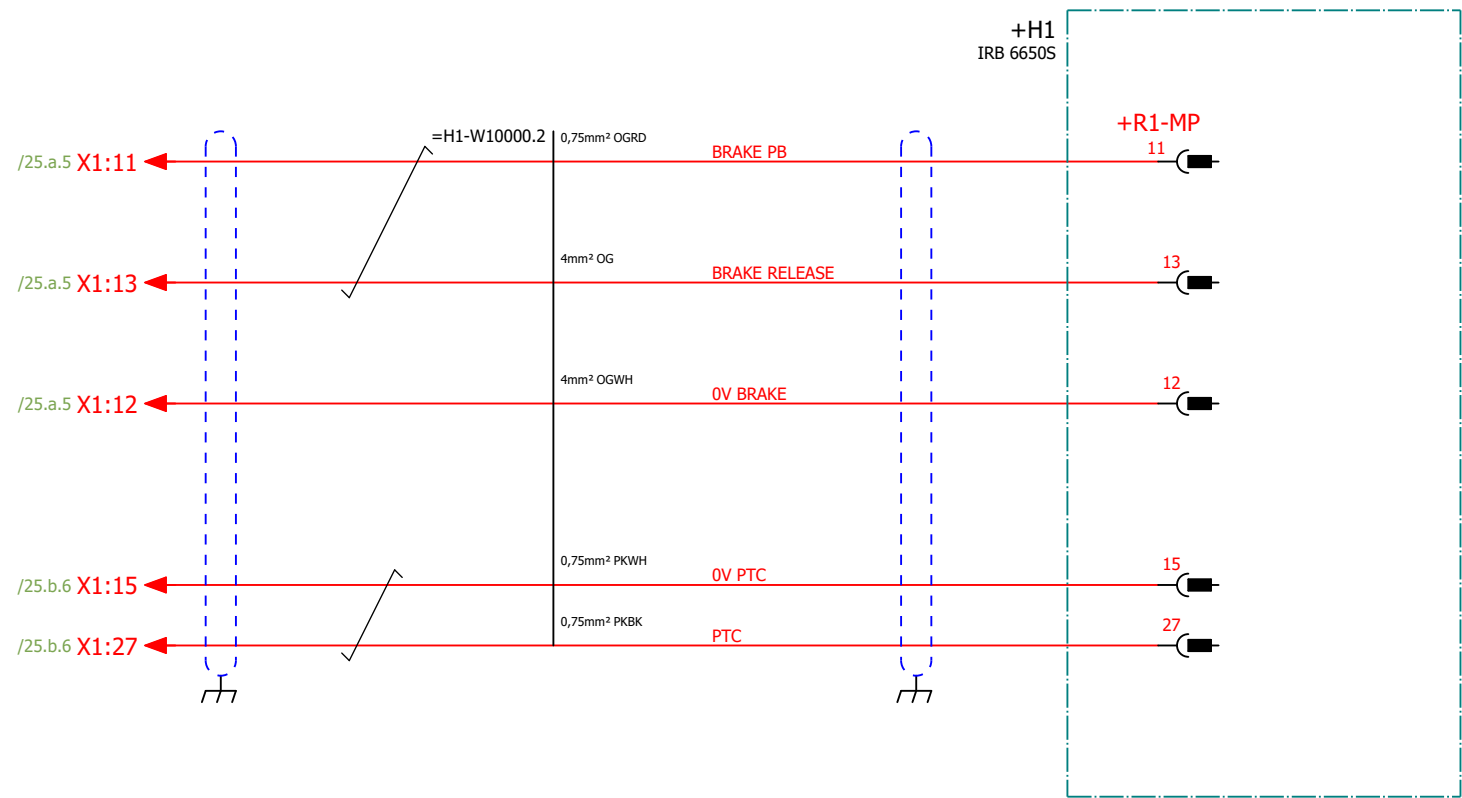 +H1
IRB 6650S
+R1-MP
=H1-W10000.2
0,75mm² OGRD
/25.a.5 X1:11
BRAKE PB
11
4mm² OG
/25.a.5 X1:13
BRAKE RELEASE
13
4mm² OGWH
/25.a.5 X1:12
0V BRAKE
12
0,75mm² PKWH
/25.b.6 X1:15
0V PTC
15
0,75mm² PKBK
/25.b.6 X1:27
PTC
27